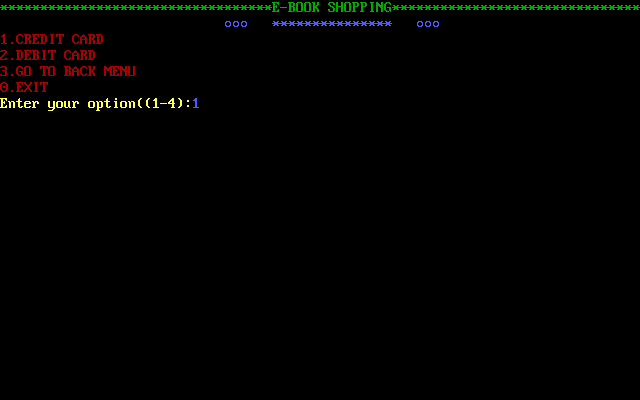 **********************************E-BOOK SHOPPING*******************************
ooo *************** ooo
1.CREDIT CARD
2.DEBIT CARD
3.GO TO BACK MENU
0.EXIT
Enter your option((1-4):1